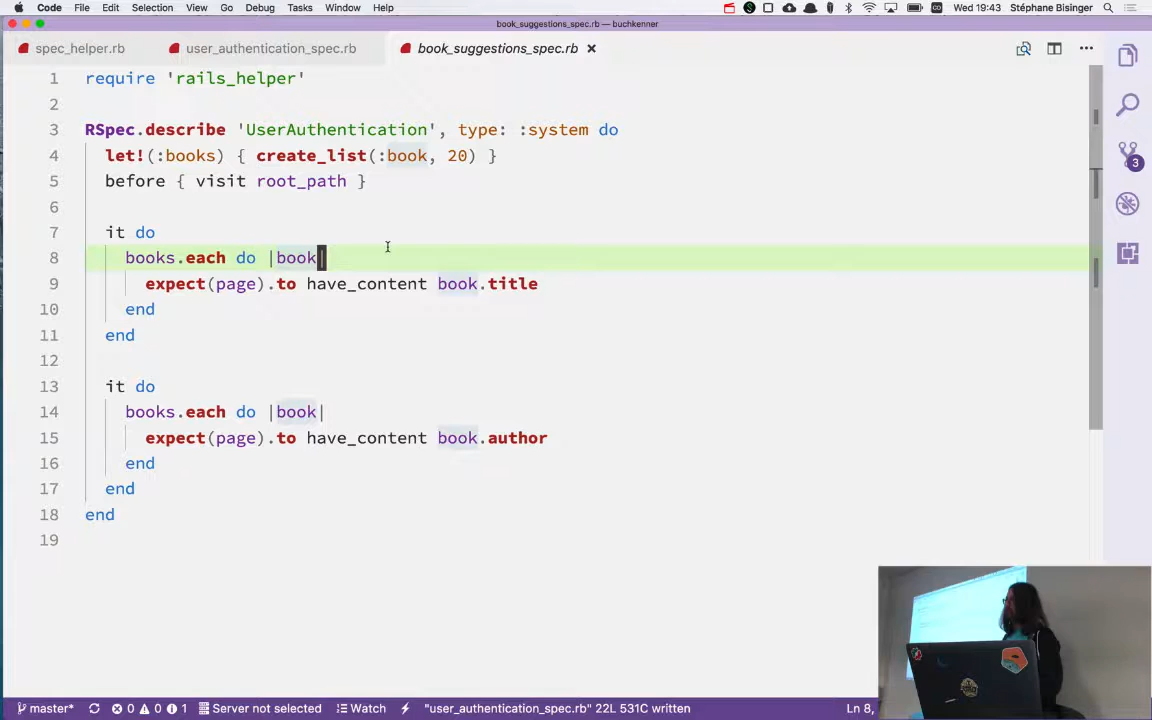 Code File Edit Selection View Go Debug Tasks Window Help Wed 19:43 Stéphane Bisinger
book_suggestions_spec.rb — buchkenner
spec_helper.rb user_authentication_spec.rb book_suggestions_spec.rb
1 require 'rails_helper'
2
3 RSpec.describe 'UserAuthentication', type: :system do
4 let!(:books) { create_list(:book, 20) }
5 before { visit root_path }
6
7 it do
8 books.each do |book|
9 expect(page).to have_content book.title
10 end
11 end
12
13 it do
14 books.each do |book|
15 expect(page).to have_content book.author
16 end
17 end
18 end
19
3
master* 0 0 1 Server not selected Watch "user_authentication_spec.rb" 22L 531C written Ln 8,